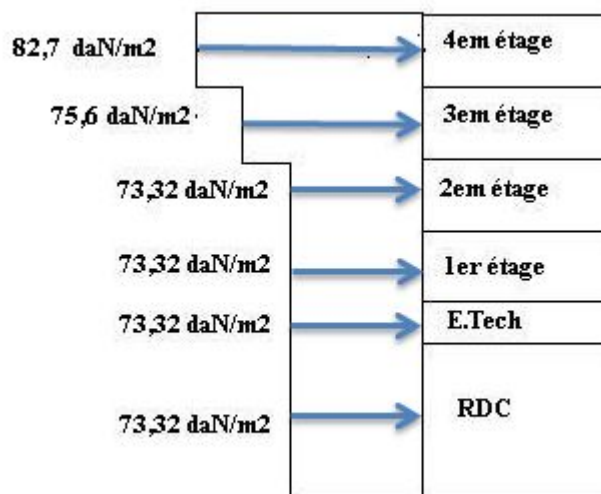 82,7 daN/m2
4em étage
75,6 daN/m2
3em étage
73,32 daN/m2
2em étage
73,32 daN/m2
1er étage
73,32 daN/m2
E.Tech
73,32 daN/m2
RDC